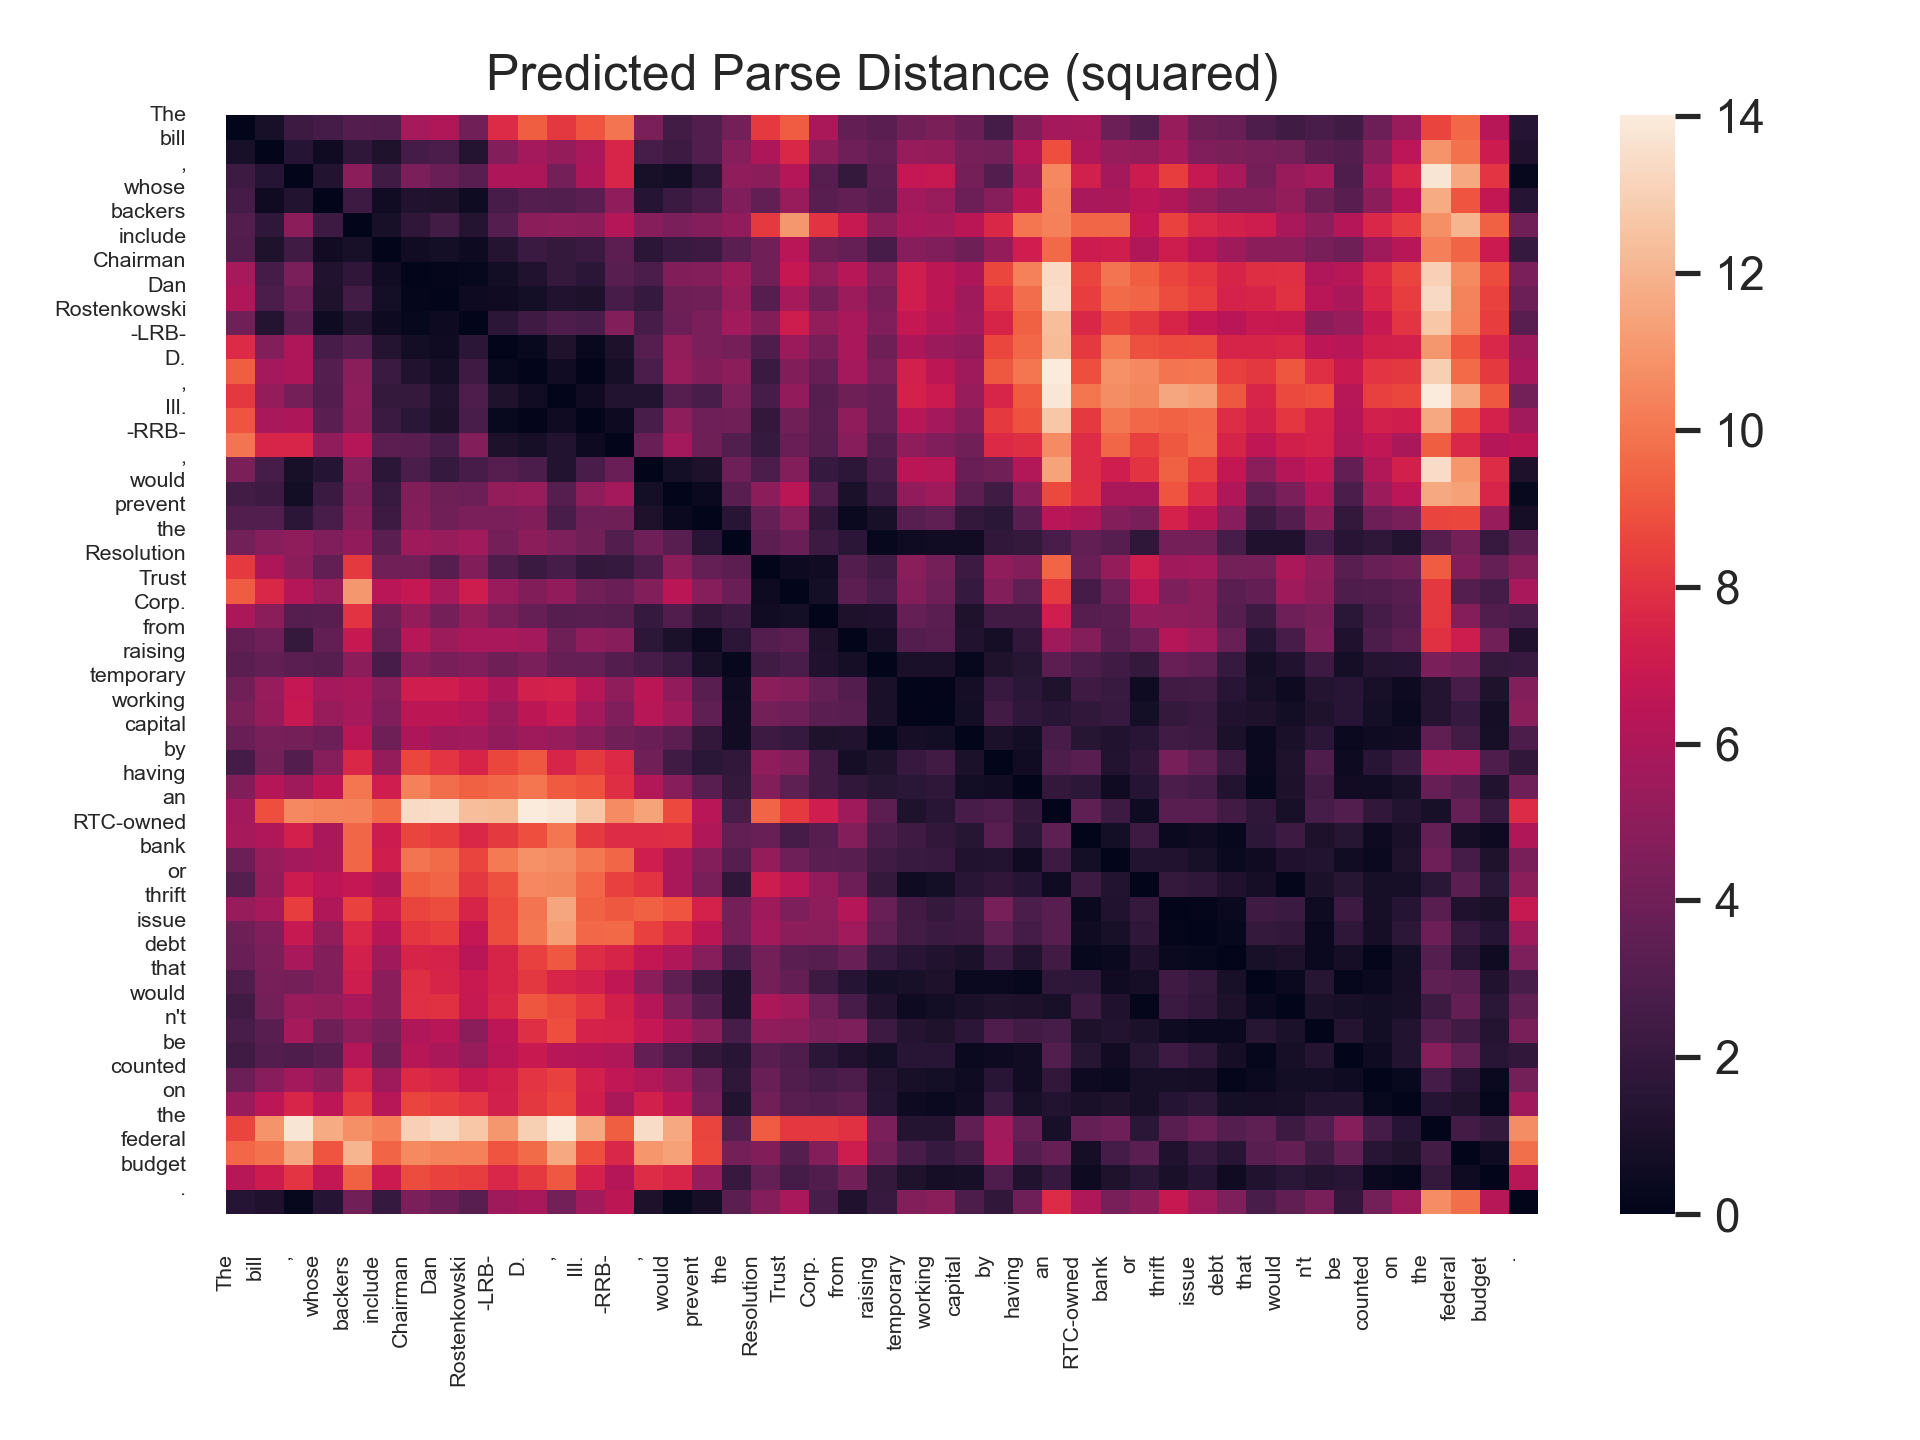 Predicted Parse Distance (squared)
The
bill
,
whose
backers
include
Chairman
Dan
Rostenkowski
-LRB-
D.
,
Ill.
-RRB-
,
would
prevent
the
Resolution
Trust
Corp.
from
raising
temporary
working
capital
by
having
an
RTC-owned
bank
or
thrift
issue
debt
that
would
n't
be
counted
on
the
federal
budget
.
The
bill
,
whose
backers
include
Chairman
Dan
Rostenkowski
-LRB-
D.
,
Ill.
-RRB-
,
would
prevent
the
Resolution
Trust
Corp.
from
raising
temporary
working
capital
by
having
an
RTC-owned
bank
or
thrift
issue
debt
that
would
n't
be
counted
on
the
federal
budget
.
14
12
10
8
6
4
2
0